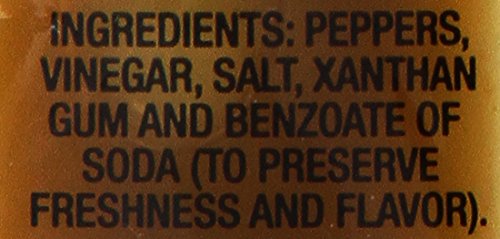 INGREDIENTS: PEPPERS,
VINEGAR, SALT, XANTHAN
GUM AND BENZOATE OF
SODA (TO PRESERVE
FRESHNESS AND FLAVOR).